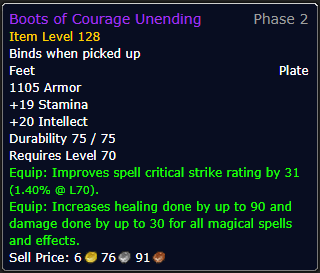 Boots of Courage Unending Phase 2
Item Level 128
Binds when picked up
Feet Plate
1105 Armor
+19 Stamina
+20 Intellect
Durability 75 / 75
Requires Level 70
Equip: Improves spell critical strike rating by 31
(1.40% @ L70).
Equip: Increases healing done by up to 90 and
damage done by up to 30 for all magical spells
and effects.
Sell Price: 6 76 91